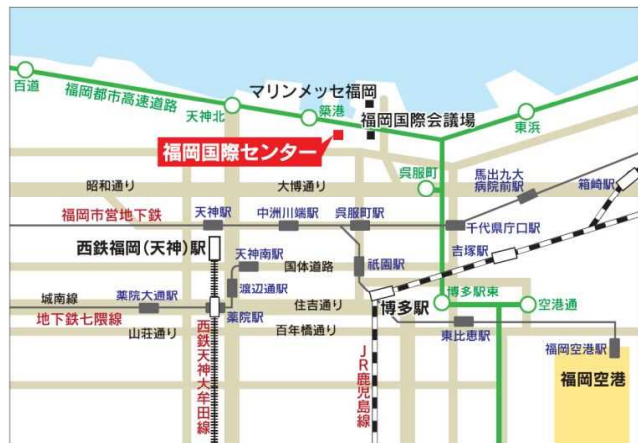 百道
福岡都市高速道路
天神北
マリンメッセ福岡
築港
福岡国際会議場
東浜
福岡国際センター
呉服町
馬出九大
病院前駅
箱崎駅
昭和通り
大博通り
福岡市営地下鉄
天神駅
中洲川端駅
呉服町駅
千代県庁口駅
西鉄福岡(天神)駅
天神南駅
国体道路
祇園駅
吉塚駅
渡辺通駅
城南線
薬院大通駅
薬院駅
住吉通り
博多駅
博多駅東
空港通
地下鉄七隈線
山荘通り
百年橋通り
東比恵駅
福岡空港駅
西鉄天神大牟田線
JR鹿児島線
福岡空港